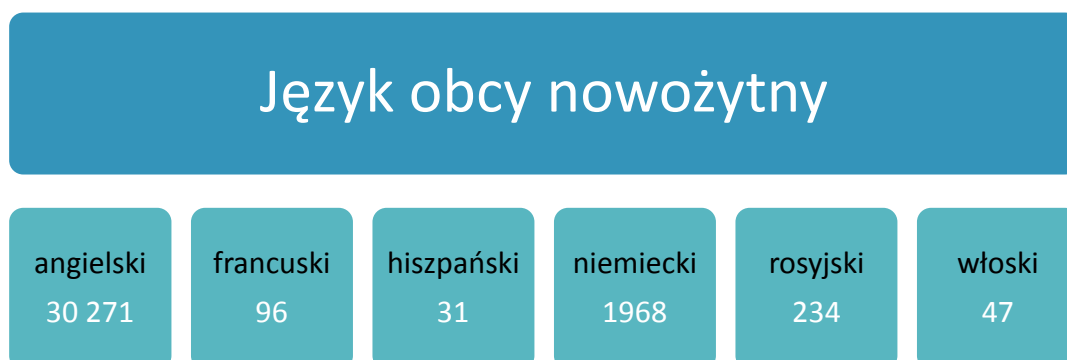 Język obcy nowożytny
angielski
30 271
francuski
96
hiszpański
31
niemiecki
1968
rosyjski
234
włoski
47